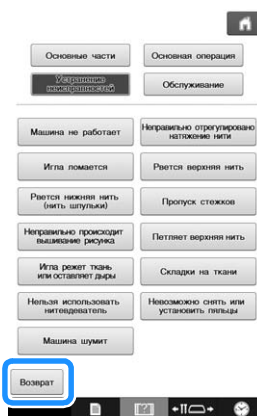 Основные части
Основная операция
Устранение
неисправностей
Обслуживание
Машина не работает
Неправильно отрегулировано
натяжение нити
Игла ломается
Рвется верхняя нить
Рвется нижняя нить
(нить шпульки)
Пропуск стежков
Неправильно происходит
вышивание рисунка
Петляет верхняя нить
Игла режет ткань
или оставляет дыры
Складки на ткани
Нельзя использовать
нитевдеватель
Невозможно снять или
установить пяльцы
Машина шумит
Возврат